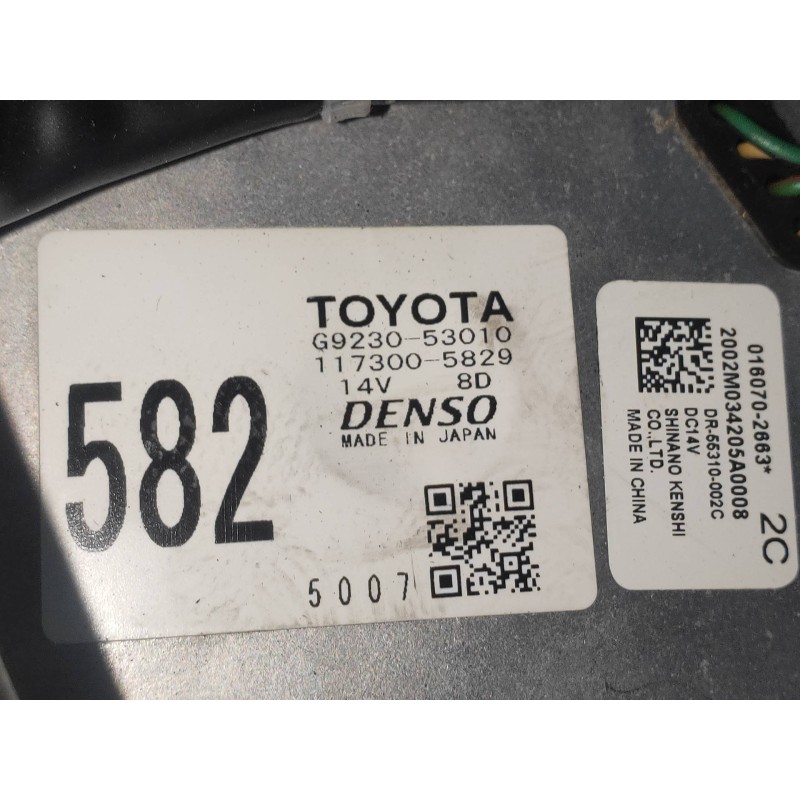 TOYOTA
G9230-53010
117300-5829
14V 8D
DENSO
MADE IN JAPAN
582
5007
016070-2663*
2002M034205A0008
DR-55310-002C
DC14V
SHINANO KENSHI
CO.,LTD.
MADE IN CHINA
2C